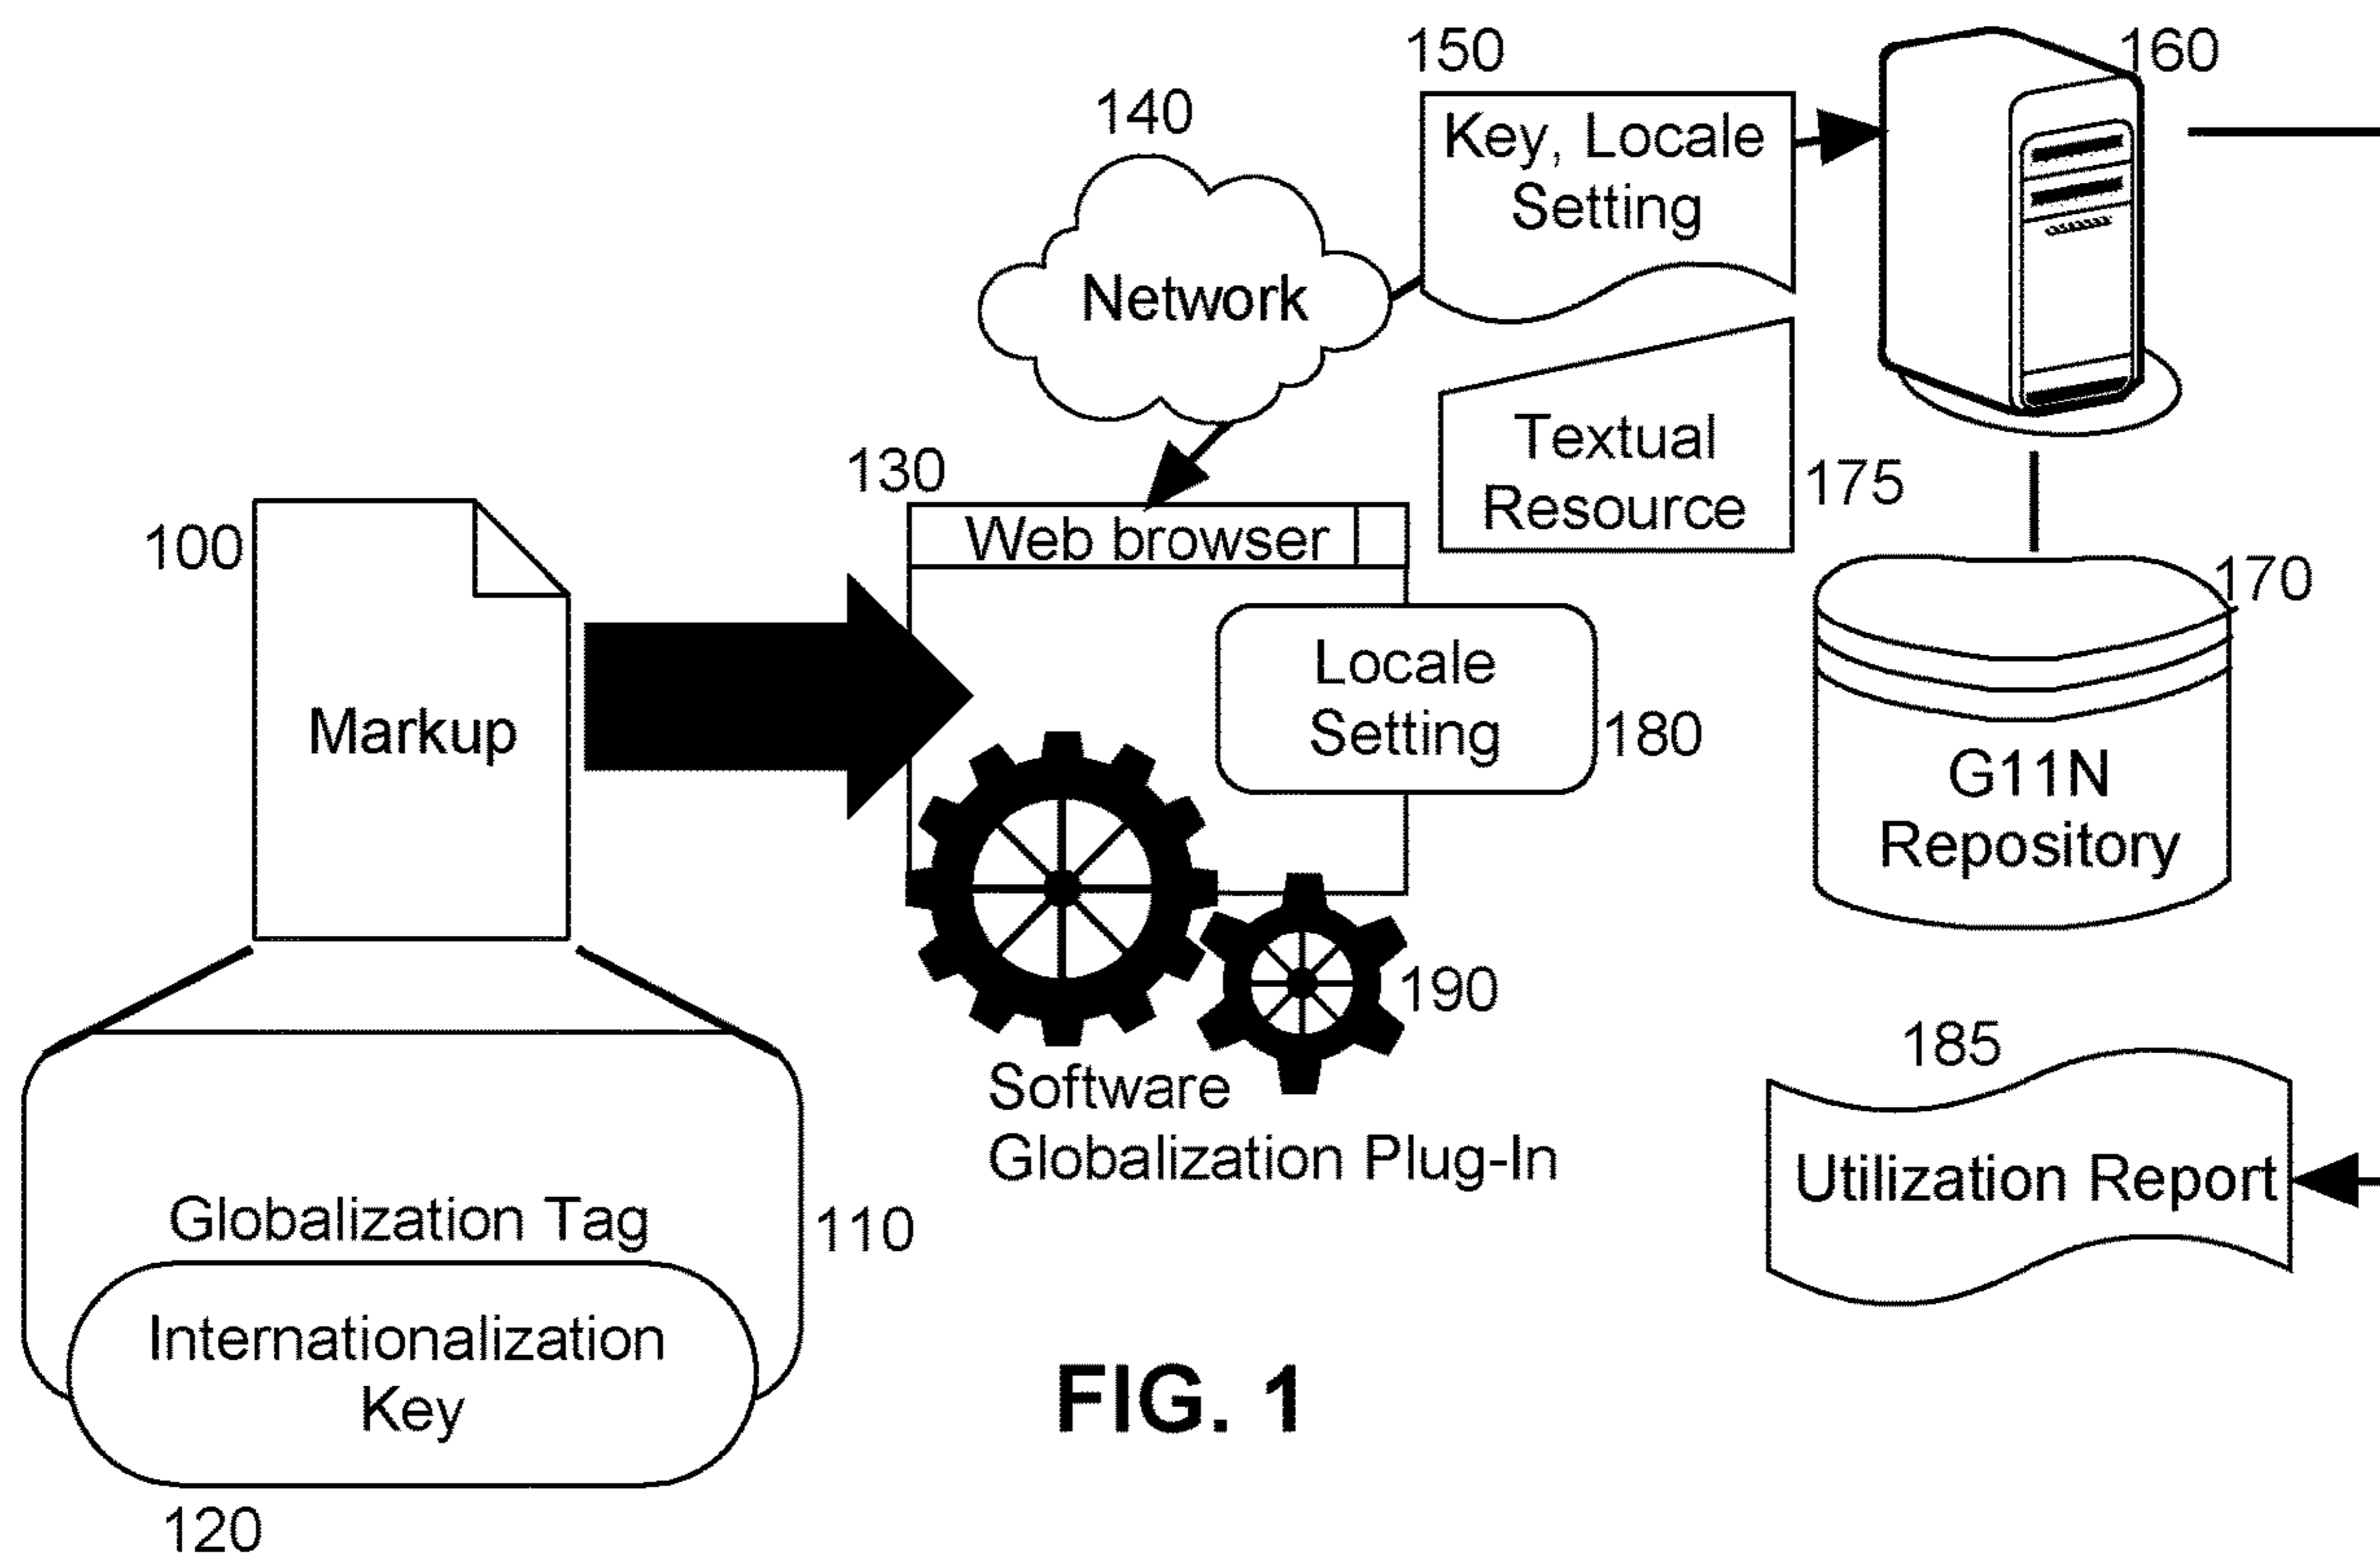 150
160
140
Key, Locale
Setting
Network
130
Textual
Resource
175
100
Web browser
170
Locale
Setting
180
Markup
G11N
Repository
190
185
Software
Globalization Plug-In
Utilization Report
Globalization Tag
110
Internationalization
Key
FIG. 1
120